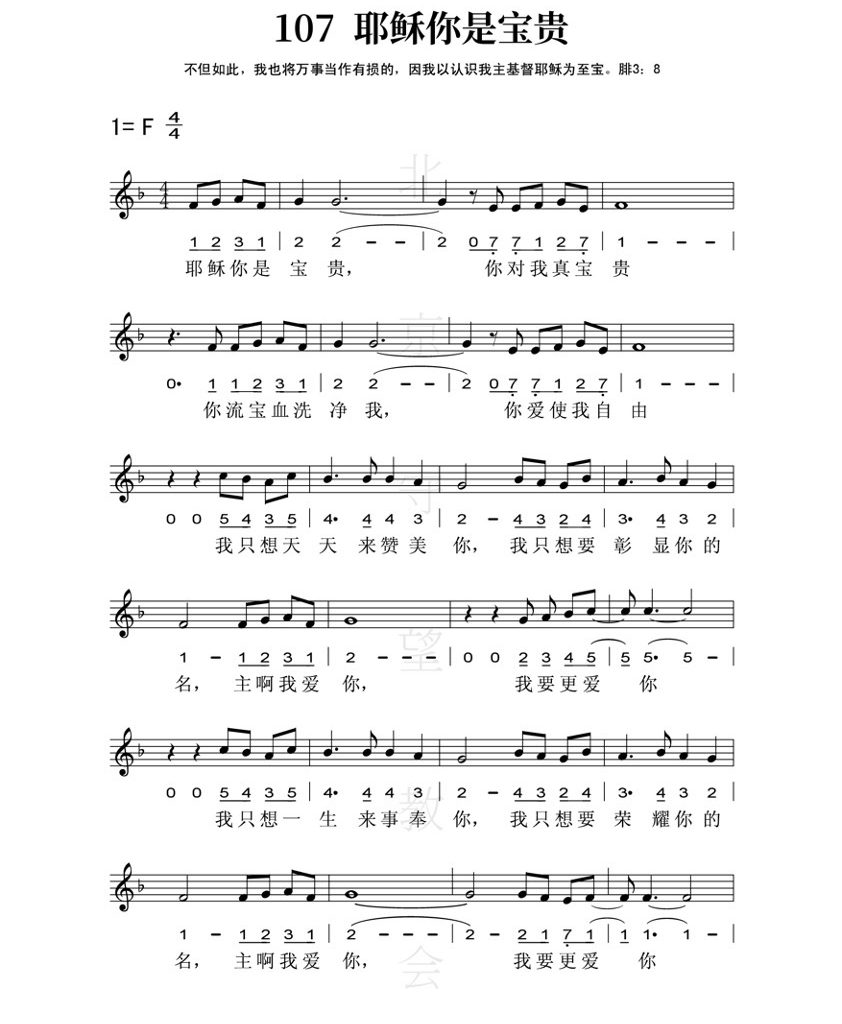 107 耶稣你是宝贵
不但如此，我也将万事当作有损的，因我以认识我主基督耶稣为至宝。腓3：8
1= F 4/4
1 2 3 1 | 2 2 - - | 2 0 7 7 1 2 7 | 1 - - - |
耶稣你是 宝 贵， 你对我真宝 贵
0· 1 1 2 3 1 | 2 2 - - | 2 0 7 7 1 2 7 | 1 - - - |
你流宝血洗 净 我， 你爱使我自 由
0 0 5 4 3 5 | 4· 4 4 3 | 2 - 4 3 2 4 | 3· 4 3 2 |
我只想天 天 来赞美 你， 我只想要 彰 显你的
1 - 1 2 3 1 | 2 - - - | 0 0 2 3 4 5 | 5 5· 5 - |
名， 主啊我爱 你， 我要更爱 你
0 0 5 4 3 5 | 4· 4 4 3 | 2 - 4 3 2 4 | 3· 4 3 2 |
我只想一 生 来事奉 你， 我只想要 荣 耀你的
1 - 1 2 3 1 | 2 - - - | 2 - 2 1 7 1 | 1 1· 1 - |
名， 主啊我爱 你， 我要更爱 你
北京守望教会